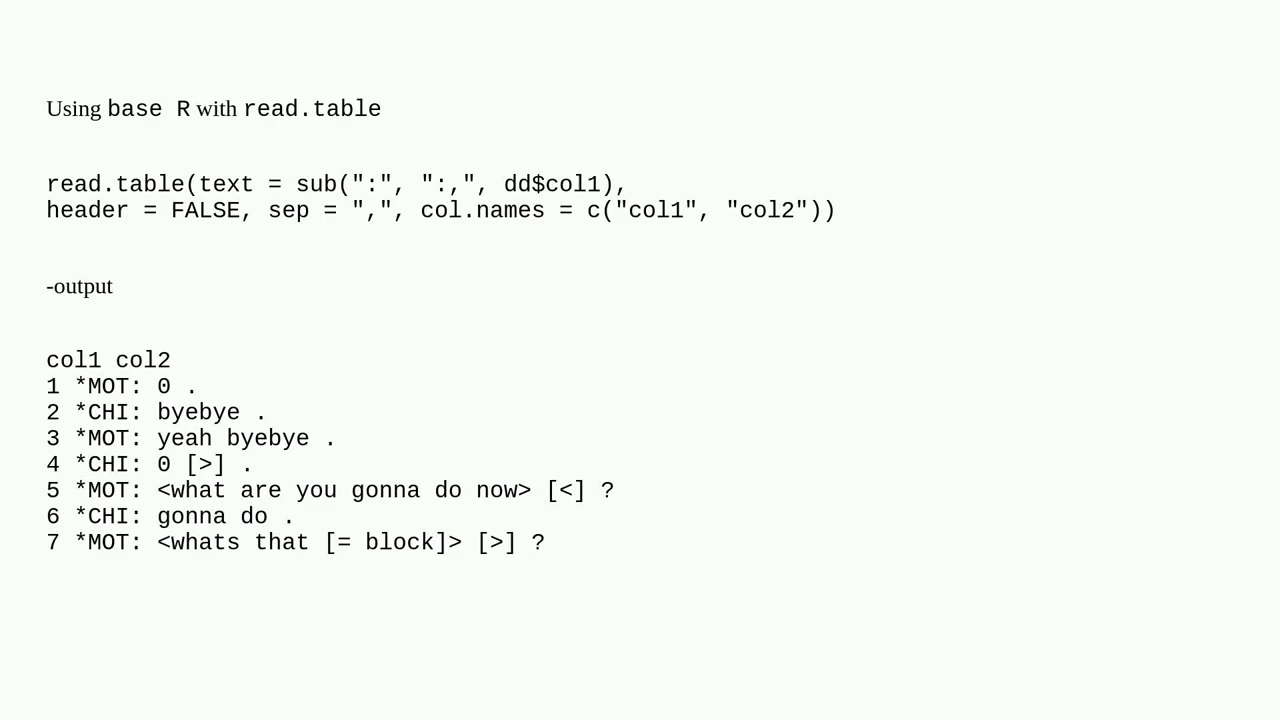 Using base R with read.table
read.table(text = sub(":", ":,", dd$col1),
header = FALSE, sep = ",", col.names = c("col1", "col2"))
-output
col1 col2
1 *MOT: 0 .
2 *CHI: byebye .
3 *MOT: yeah byebye .
4 *CHI: 0 [>] .
5 *MOT: <what are you gonna do now> [<] ?
6 *CHI: gonna do .
7 *MOT: <whats that [= block]> [>] ?